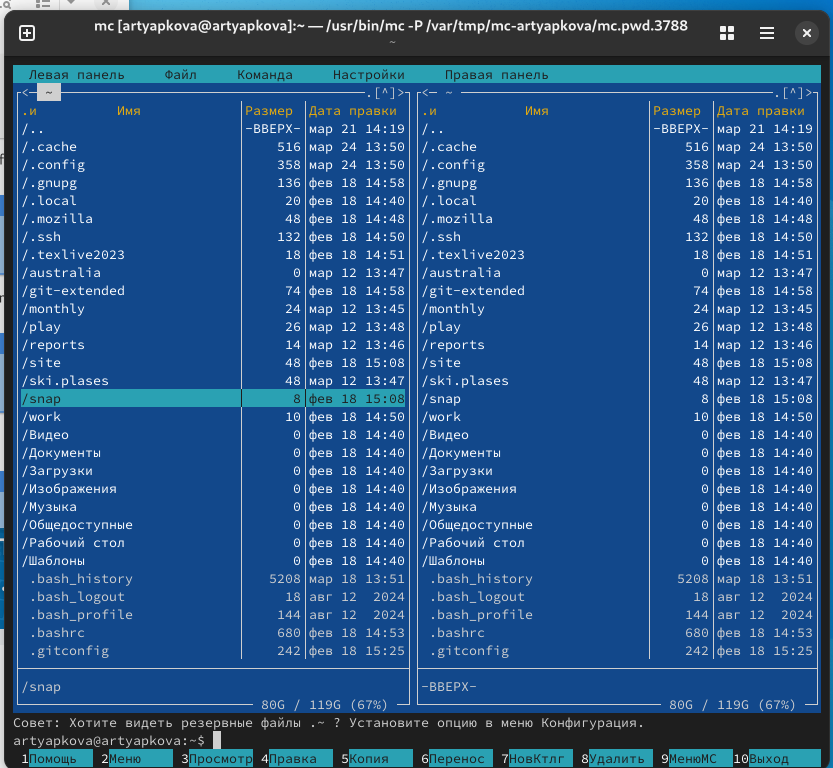 mc [artyapkova@artyapkova]:~ — /usr/bin/mc -P /var/tmp/mc-artyapkova/mc.pwd.3788
~
Левая панель Файл Команда Настройки Правая панель
<─ ~ .[^]> <─ ~ .[^]>
.и Имя Размер Дата правки .и Имя Размер Дата правки
/.. -ВВЕРХ- мар 21 14:19 /.. -ВВЕРХ- мар 21 14:19
/.cache 516 мар 24 13:50 /.cache 516 мар 24 13:50
/.config 358 мар 24 13:50 /.config 358 мар 24 13:50
/.gnupg 136 фев 18 14:58 /.gnupg 136 фев 18 14:58
/.local 20 фев 18 14:40 /.local 20 фев 18 14:40
/.mozilla 48 фев 18 14:48 /.mozilla 48 фев 18 14:48
/.ssh 132 фев 18 14:50 /.ssh 132 фев 18 14:50
/.texlive2023 18 фев 18 14:51 /.texlive2023 18 фев 18 14:51
/australia 0 мар 12 13:47 /australia 0 мар 12 13:47
/git-extended 74 фев 18 14:58 /git-extended 74 фев 18 14:58
/monthly 24 мар 12 13:45 /monthly 24 мар 12 13:45
/play 26 мар 12 13:48 /play 26 мар 12 13:48
/reports 14 мар 12 13:46 /reports 14 мар 12 13:46
/site 48 фев 18 15:08 /site 48 фев 18 15:08
/ski.plases 48 мар 12 13:47 /ski.plases 48 мар 12 13:47
/snap 8 фев 18 15:08 /snap 8 фев 18 15:08
/work 10 фев 18 14:50 /work 10 фев 18 14:50
/Видео 0 фев 18 14:40 /Видео 0 фев 18 14:40
/Документы 0 фев 18 14:40 /Документы 0 фев 18 14:40
/Загрузки 0 фев 18 14:40 /Загрузки 0 фев 18 14:40
/Изображения 0 фев 18 14:40 /Изображения 0 фев 18 14:40
/Музыка 0 фев 18 14:40 /Музыка 0 фев 18 14:40
/Общедоступные 0 фев 18 14:40 /Общедоступные 0 фев 18 14:40
/Рабочий стол 0 фев 18 14:40 /Рабочий стол 0 фев 18 14:40
/Шаблоны 0 фев 18 14:40 /Шаблоны 0 фев 18 14:40
.bash_history 5208 мар 18 13:51 .bash_history 5208 мар 18 13:51
.bash_logout 18 авг 12 2024 .bash_logout 18 авг 12 2024
.bash_profile 144 авг 12 2024 .bash_profile 144 авг 12 2024
.bashrc 680 фев 18 14:53 .bashrc 680 фев 18 14:53
.gitconfig 242 фев 18 15:25 .gitconfig 242 фев 18 15:25
/snap -ВВЕРХ-
80G / 119G (67%) 80G / 119G (67%)
Совет: Хотите видеть резервные файлы .~ ? Установите опцию в меню Конфигурация.
artyapkova@artyapkova:~$
1Помощь 2Меню 3Просмотр 4Правка 5Копия 6Перенос 7НовКтлг 8Удалить 9МенюМС 10Выход